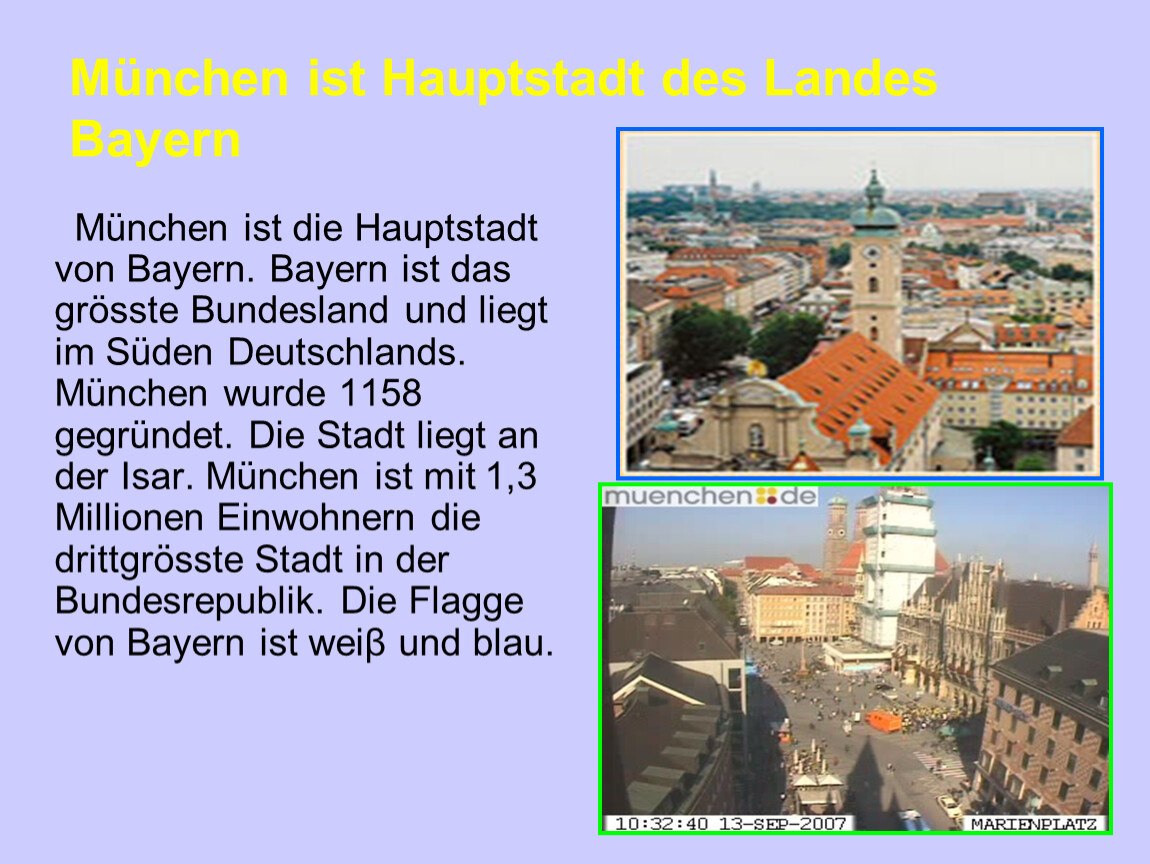 München ist Hauptstadt des Landes
Bayern
München ist die Hauptstadt
von Bayern. Bayern ist das
grösste Bundesland und liegt
im Süden Deutschlands.
München wurde 1158
gegründet. Die Stadt liegt an
der Isar. München ist mit 1,3
Millionen Einwohnern die
drittgrösste Stadt in der
Bundesrepublik. Die Flagge
von Bayern ist weiβ und blau.
muenchen de
10:32:40 13-SEP-2007 MARIENPLATZ